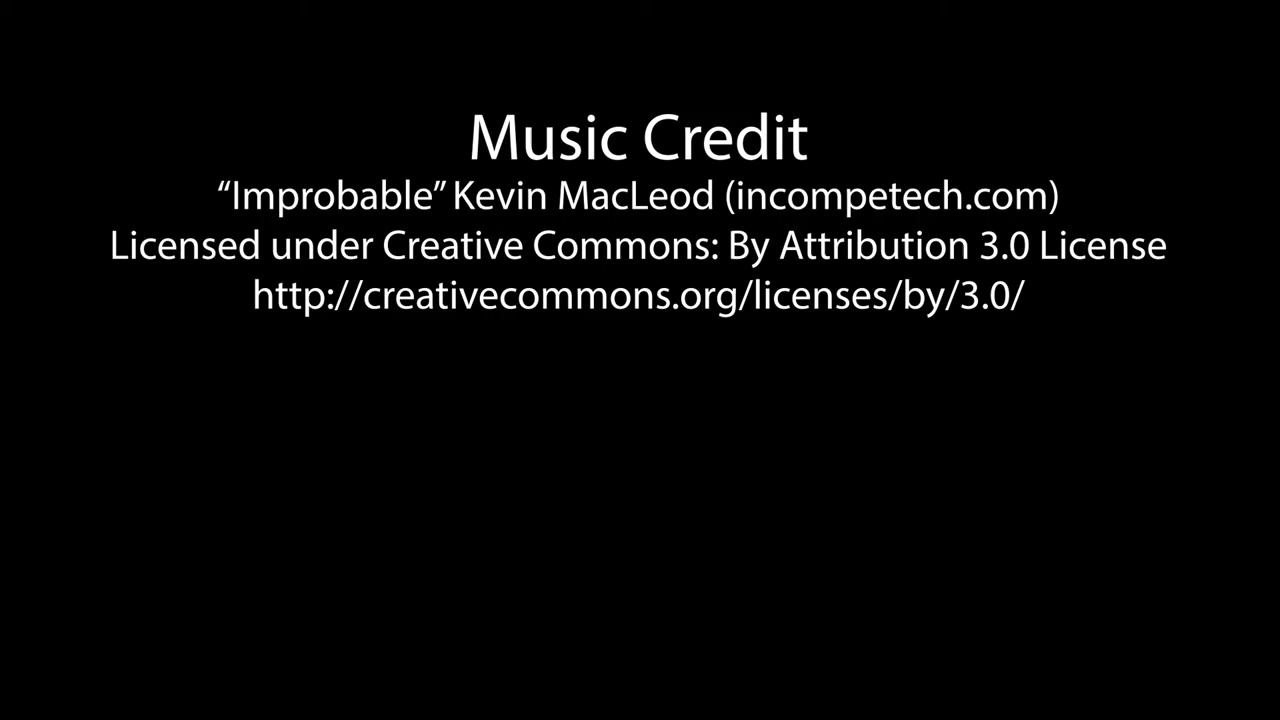 Music Credit
“Improbable” Kevin MacLeod (incompetech.com)
Licensed under Creative Commons: By Attribution 3.0 License
http://creativecommons.org/licenses/by/3.0/